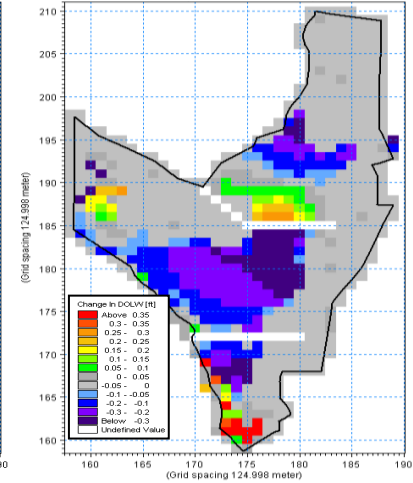 210
205
200
195
190
185
180
175
170
165
160
(Grid spacing 124.998 meter)
Change In DOLW [ft]
Above 0.35
0.3 - 0.35
0.25 - 0.3
0.2 - 0.25
0.15 - 0.2
0.1 - 0.15
0.05 - 0.1
0 - 0.05
-0.05 - 0
-0.1 - -0.05
-0.2 - -0.1
-0.3 - -0.2
Below -0.3
Undefined Value
90 160 165 170 175 180 185 190
(Grid spacing 124.998 meter)